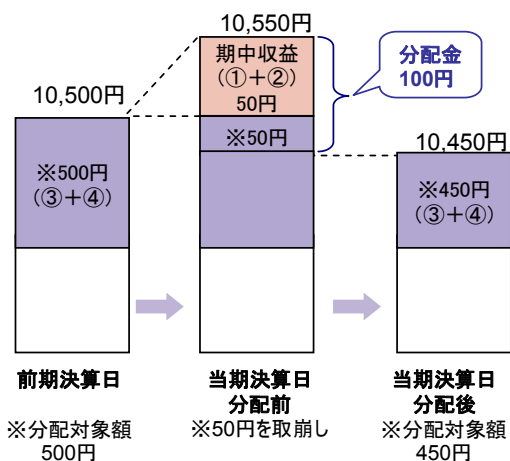 10,550円
期中収益
(①+②)
50円
分配金
100円
10,500円
※50円
10,450円
※500円
(③+④)
※450円
(③+④)
前期決算日
※分配対象額
500円
当期決算日
分配前
※50円を取崩し
当期決算日
分配後
※分配対象額
450円